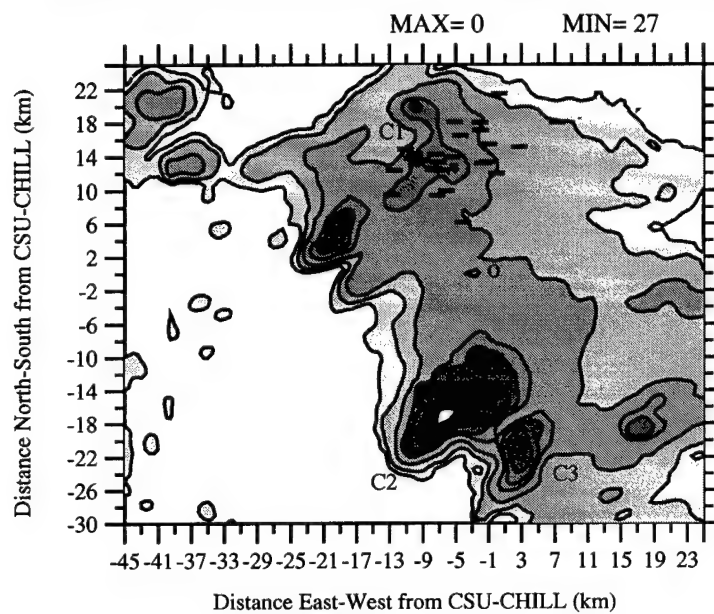 MAX= 0 MIN= 27
Distance North-South from CSU-CHILL (km)
22
18
14
10
6
2
-2
-6
-10
-14
-18
-22
-26
-30
C1
0
C2
C3
-45 -41 -37 -33 -29 -25 -21 -17 -13 -9 -5 -1 3 7 11 15 19 23
Distance East-West from CSU-CHILL (km)